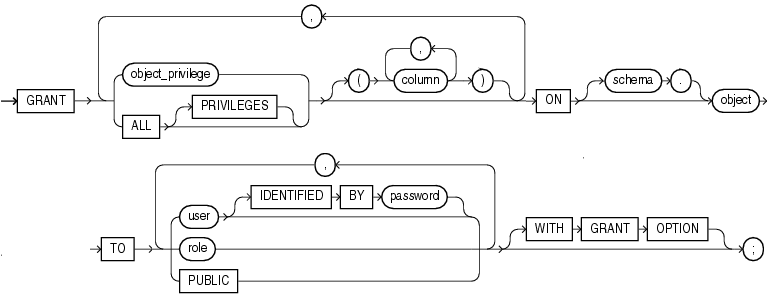 ,
,
object_privilege
( column )
GRANT ALL PRIVILEGES ON schema . object
,
IDENTIFIED BY password
user
TO role WITH GRANT OPTION ;
PUBLIC